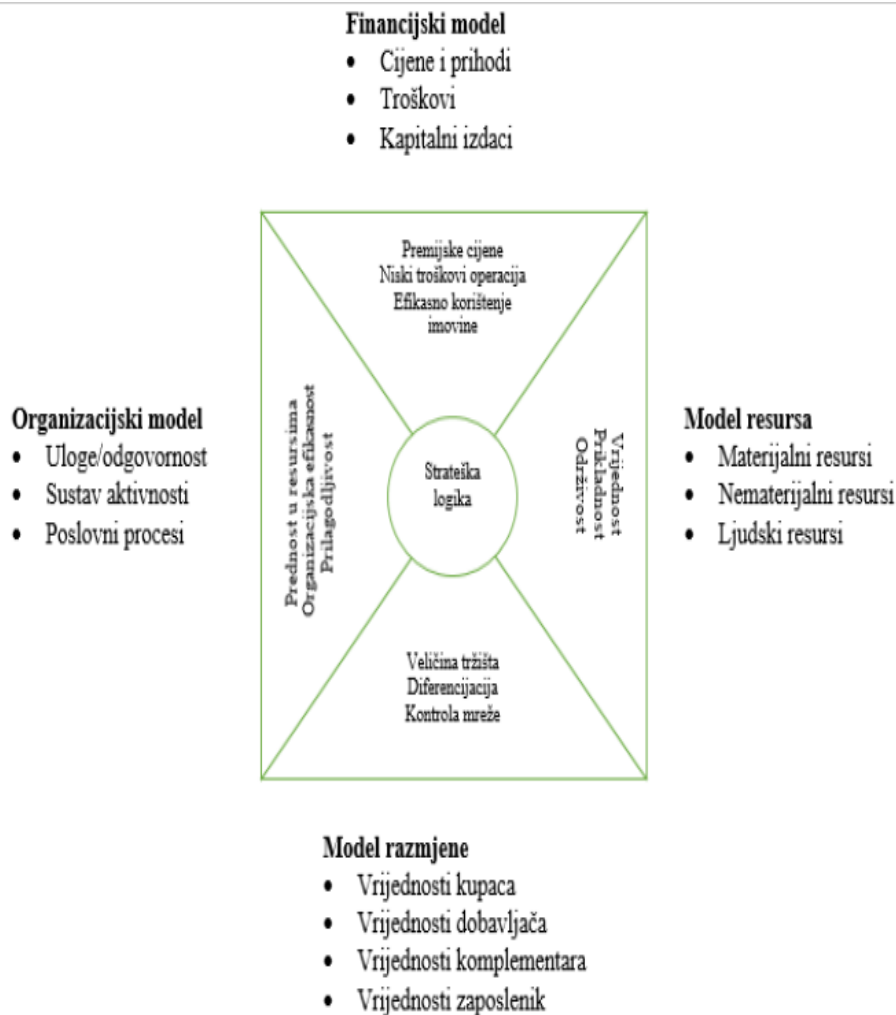 Financijski model
• Cijene i prihodi
• Troškovi
• Kapitalni izdaci
Premijske cijene
Niski troškovi operacija
Efikasno korištenje
imovine
Organizacijski model
• Uloge/odgovornost
• Sustav aktivnosti
• Poslovni procesi
Prednost u resursima
Organizacijska efikasnost
Prilagodljivost
Strateška
logika
Vrijednost
Prikladnost
Održivost
Model resursa
• Materijalni resursi
• Nematerijalni resursi
• Ljudski resursi
Veličina tržišta
Diferencijacija
Kontrola mreže
Model razmjene
• Vrijednosti kupaca
• Vrijednosti dobavljača
• Vrijednosti komplementara
• Vrijednosti zaposlenik